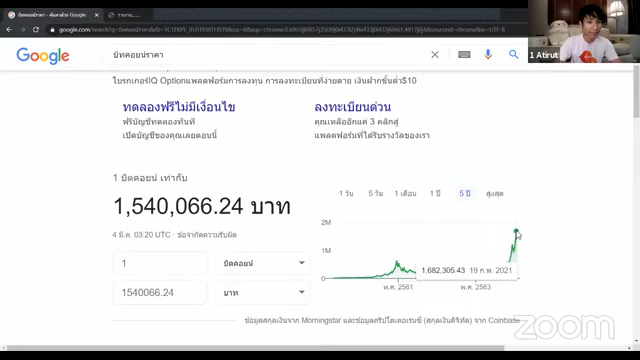 บิทคอยน์ราคา - ค้นหาด้วย Google
รายงาน......
google.com
Google
บิทคอยน์ราคา
1 Atirut
โบรกเกอร์IQ Optionแพลตฟอร์มการลงทุน การลงทะเบียนที่ง่ายดาย เงินฝากขั้นต่ำ$10
ทดลองฟรีไม่มีเงื่อนไข
ฟรีบัญชีทดลองทันที
เปิดบัญชีของคุณเลยตอนนี้
ลงทะเบียนด่วน
คุณเหลืออีกแค่ 3 คลิกสู่
แพลตฟอร์มที่ได้รับรางวัลของเรา
1 บิตคอยน์ เท่ากับ
1,540,066.24 บาท
4 มี.ค. 03:20 UTC · ข้อจำกัดความรับผิด
1 บิตคอยน์
1540066.24 บาท
1 วัน 5 วัน 1 เดือน 1 ปี 5 ปี สูงสุด
2M
1M
0
1,682,305.43 19 ก.พ. 2021
พ.ศ. 2561 พ.ศ. 2563
ข้อมูลสกุลเงินจาก Morningstar และข้อมูลคริปโตเคอเรนซี (สกุลเงินดิจิทัล) จาก Coinbase
zoom